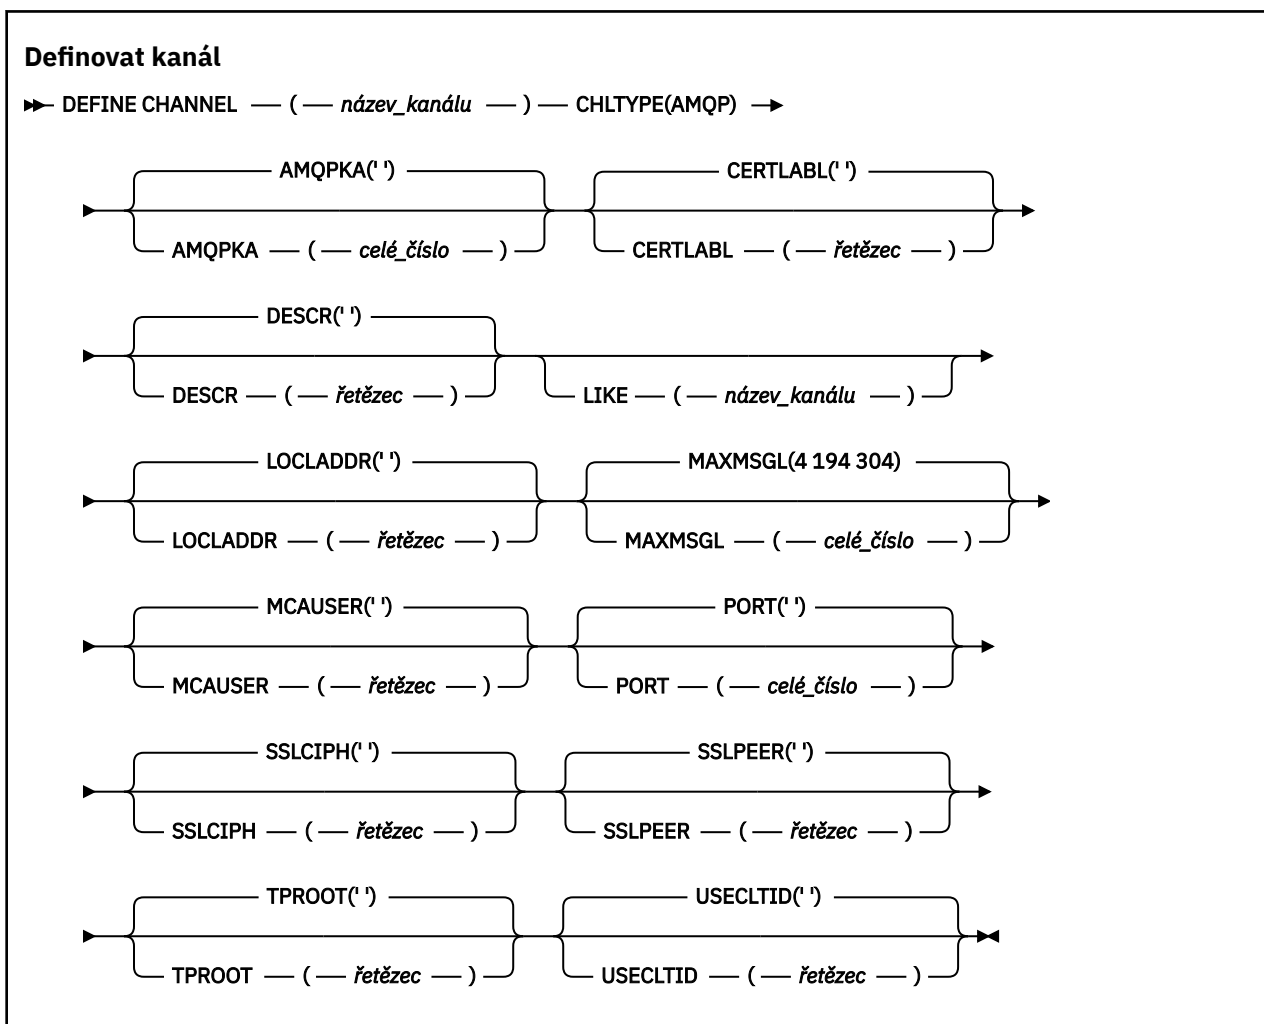 Definovat kanál
DEFINE CHANNEL ( název_kanálu ) CHLTYPE(AMQP)
AMQPKA(' ') CERTLABL(' ')
AMQPKA ( celé_číslo ) CERTLABL ( řetězec )
DESCR(' ')
DESCR ( řetězec ) LIKE ( název_kanálu )
LOCLADDR(' ') MAXMSGL(4 194 304)
LOCLADDR ( řetězec ) MAXMSGL ( celé_číslo )
MCAUSER(' ') PORT(' ')
MCAUSER ( řetězec ) PORT ( celé_číslo )
SSLCIPH(' ') SSLPEER(' ')
SSLCIPH ( řetězec ) SSLPEER ( řetězec )
TPROOT(' ') USECLTID(' ')
TPROOT ( řetězec ) USECLTID ( řetězec )